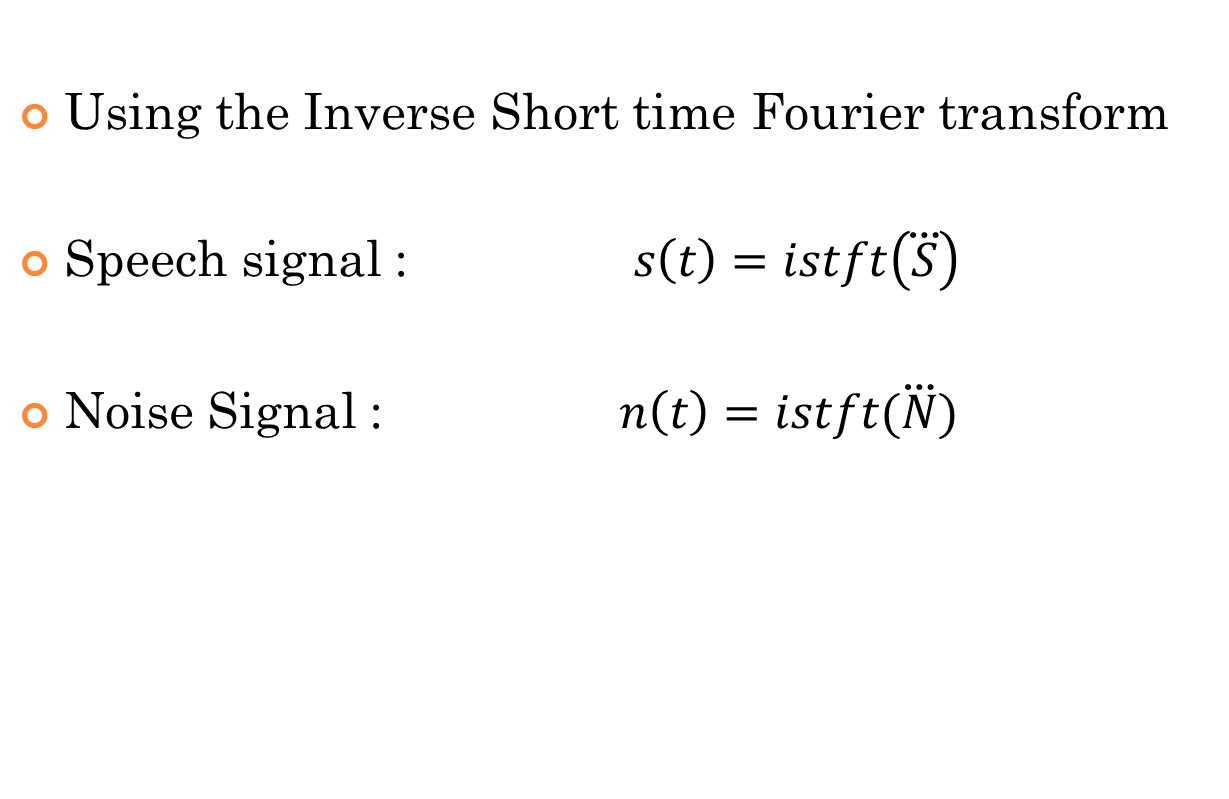 Using the Inverse Short time Fourier transform
Speech signal : s(t) = istft(S⃛)
Noise Signal : n(t) = istft(N⃛)